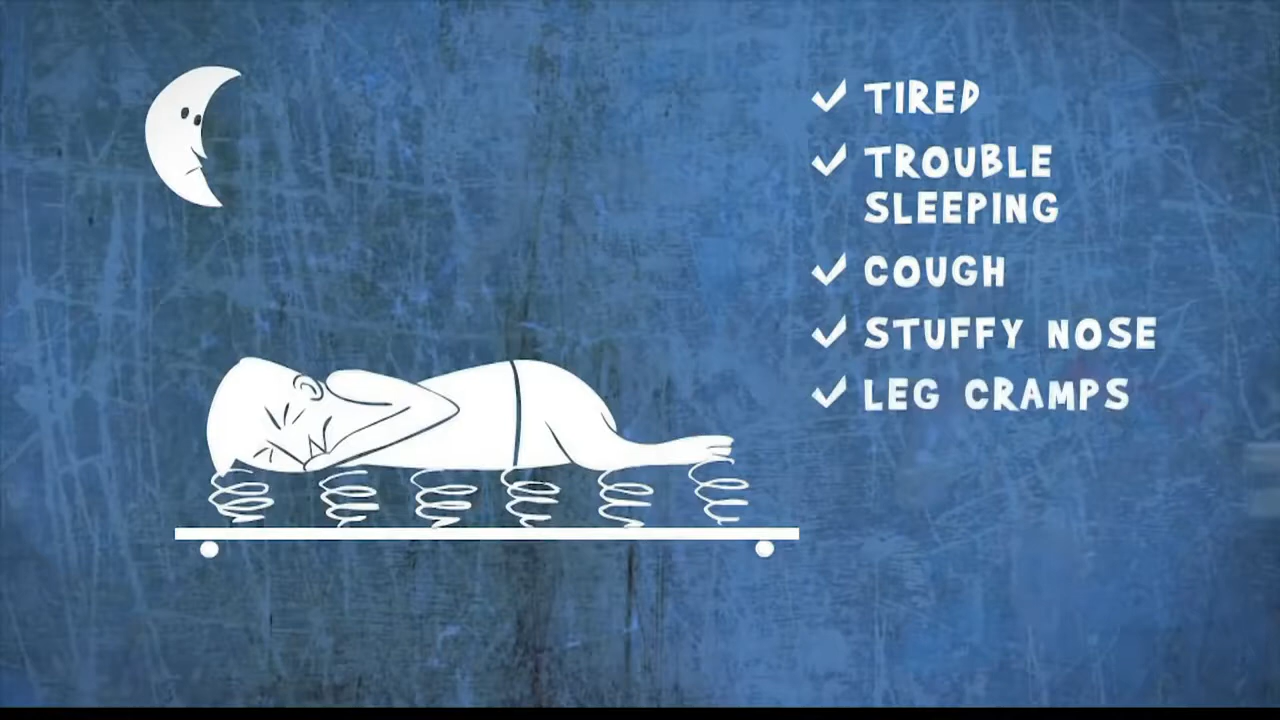 TIRED
TROUBLE
SLEEPING
COUGH
STUFFY NOSE
LEG CRAMPS